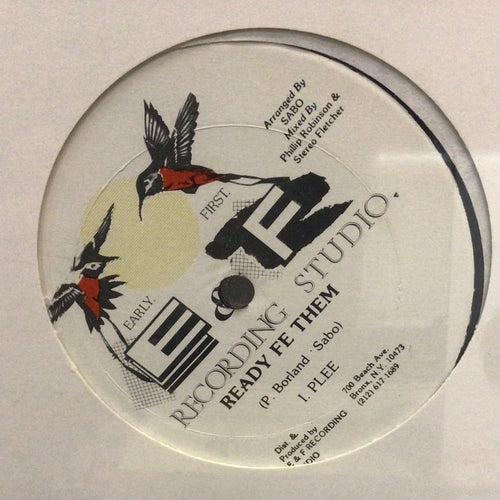 Arranged By
SABO
Mixed By
Phillip Robinson &
Stereo Fletcher
FIRST.
F
EARLY.
E
&
RECORDING STUDIO.
READY FE THEM
(P. Borland · Sabo)
I. PLEE
700 Beach Ave.
Bronx, N.Y. 10473
(212) 617-1689
Dist. &
Produced by
E & F RECORDING
DIO